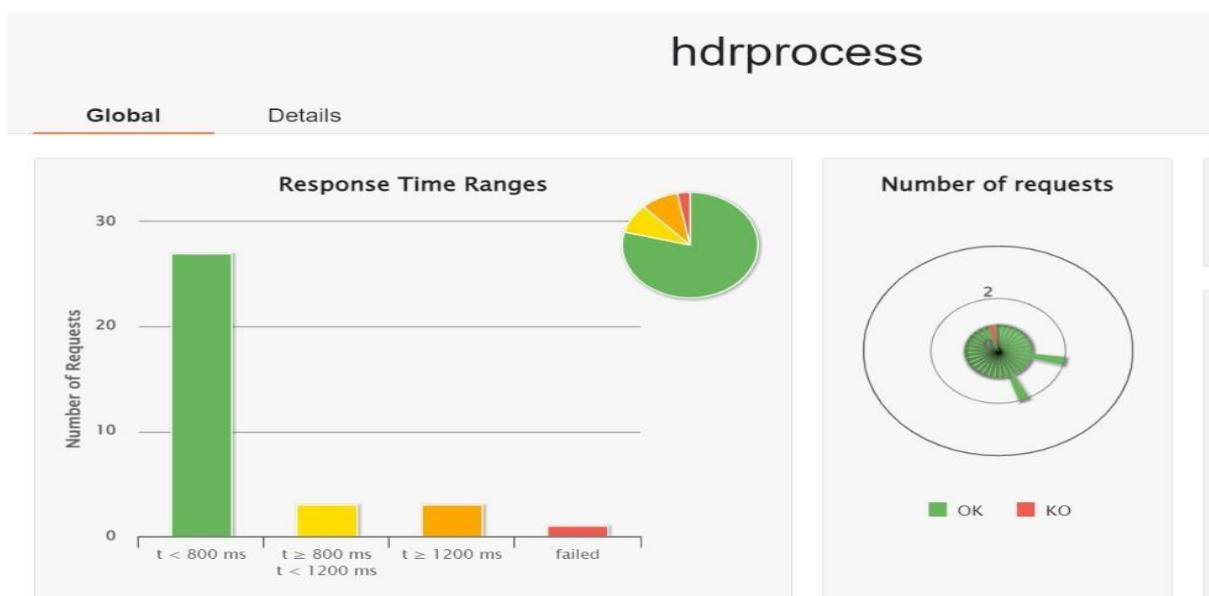 hdrprocess
Global
Details
Response Time Ranges
30
20
10
0
Number of Requests
t < 800 ms
t ≥ 800 ms
t < 1200 ms
t ≥ 1200 ms
failed
Number of requests
2
0
OK
KO